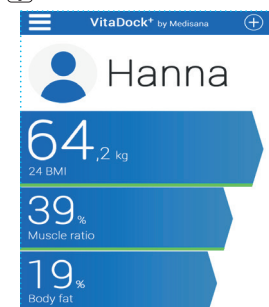 VitaDock+ by Medisana
Hanna
64,2 kg
24 BMI
39%
Muscle ratio
19%
Body fat